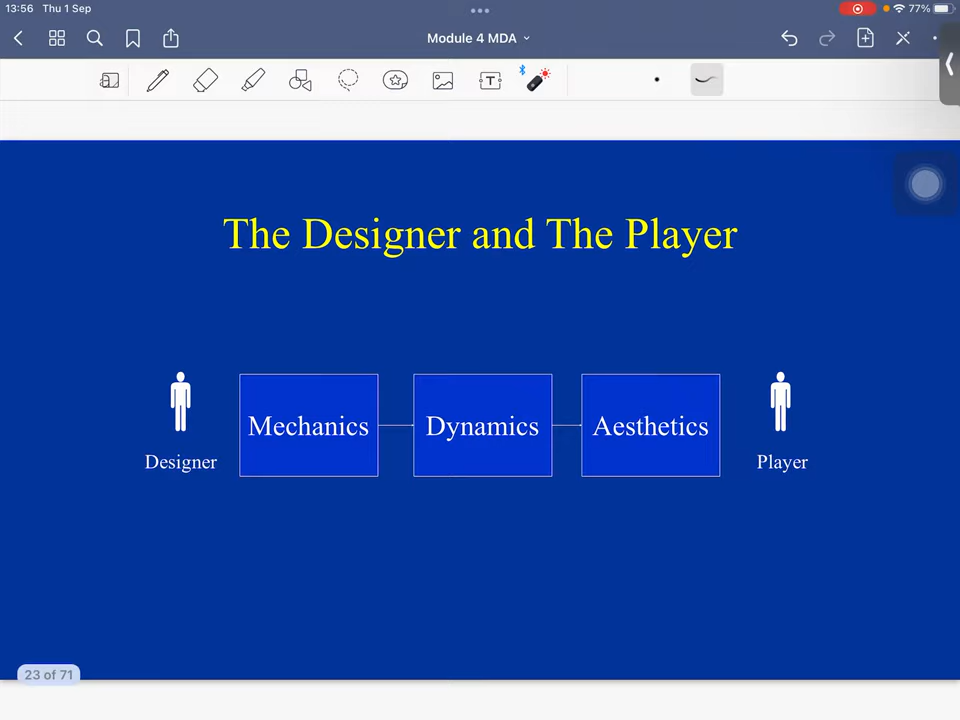 13:56 Thu 1 Sep
77%
Module 4 MDA
T
The Designer and The Player
Mechanics Dynamics Aesthetics
Designer Player
23 of 71